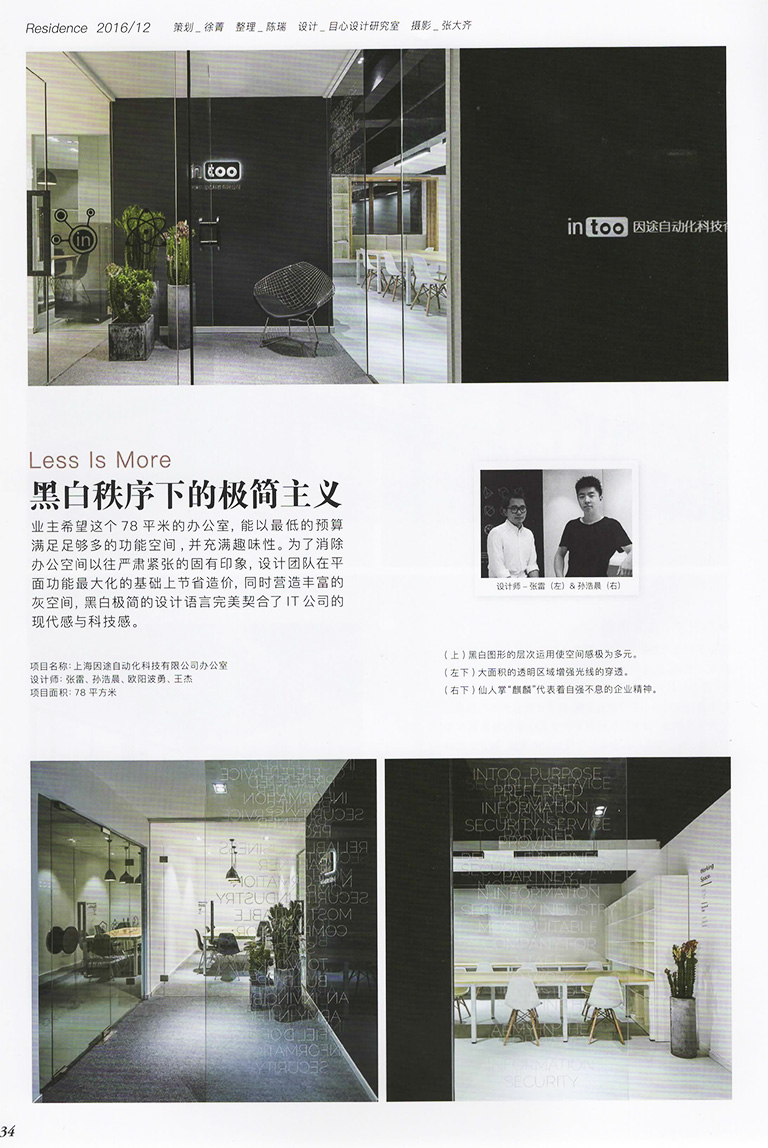 Residence 2016/12 策划_徐菁 整理_陈瑞 设计_目心设计研究室 摄影_张大齐
in too
in
in too 因途自动化科技有
Less Is More
黑白秩序下的极简主义
业主希望这个 78 平米的办公室, 能以最低的预算
满足足够多的功能空间, 并充满趣味性。为了消除
办公空间以往严肃紧张的固有印象, 设计团队在平
面功能最大化的基础上节省造价, 同时营造丰富的
灰空间, 黑白极简的设计语言完美契合了 IT 公司的
现代感与科技感。
设计师 – 张雷（左）& 孙浩晨（右）
项目名称: 上海因途自动化科技有限公司办公室
设计师: 张雷、孙浩晨、欧阳波勇、王杰
项目面积: 78 平方米
（上）黑白图形的层次运用使空间感极为多元。
（左下）大面积的透明区域增强光线的穿透。
（右下）仙人掌“麒麟”代表着自强不息的企业精神。
INFORMATION
MOST
SECURITY
INTOO PURPOSE
PREFERRED
INFORMATION
SECURITY SERVICE
PROVIDER
INFORMATION
SECURITY
Working
Space
34